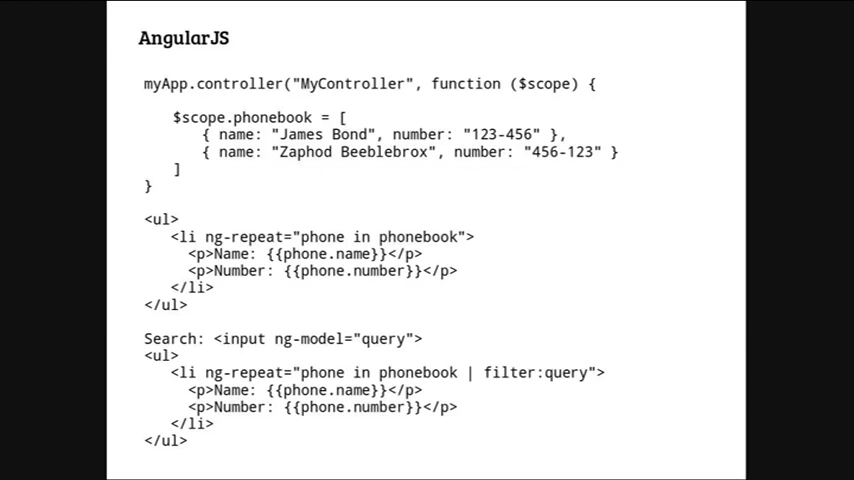 AngularJS
myApp.controller("MyController", function ($scope) {
$scope.phonebook = [
{ name: "James Bond", number: "123-456" },
{ name: "Zaphod Beeblebrox", number: "456-123" }
]
}
<ul>
<li ng-repeat="phone in phonebook">
<p>Name: {{phone.name}}</p>
<p>Number: {{phone.number}}</p>
</li>
</ul>
Search: <input ng-model="query">
<ul>
<li ng-repeat="phone in phonebook | filter:query">
<p>Name: {{phone.name}}</p>
<p>Number: {{phone.number}}</p>
</li>
</ul>